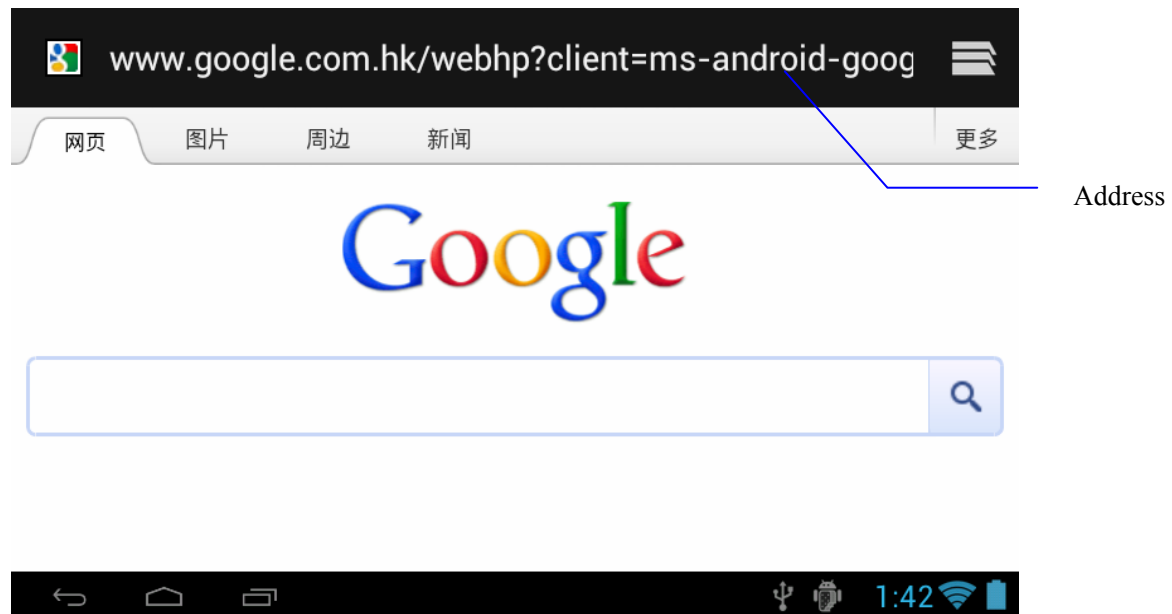 www.google.com.hk/webhp?client=ms-android-goog
网页 图片 周边 新闻 更多
Address
Google
1:42